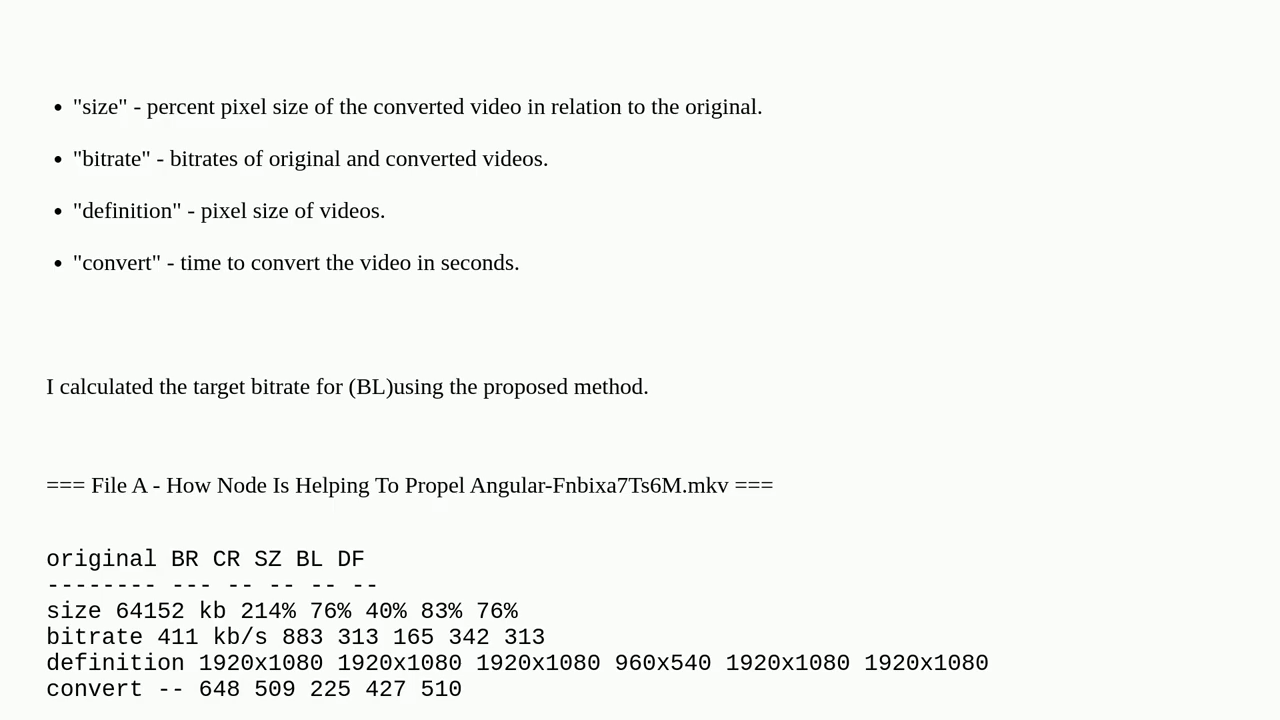 • "size" - percent pixel size of the converted video in relation to the original.
• "bitrate" - bitrates of original and converted videos.
• "definition" - pixel size of videos.
• "convert" - time to convert the video in seconds.
I calculated the target bitrate for (BL)using the proposed method.
=== File A - How Node Is Helping To Propel Angular-Fnbixa7Ts6M.mkv ===
original BR CR SZ BL DF
-------- --- -- -- -- --
size 64152 kb 214% 76% 40% 83% 76%
bitrate 411 kb/s 883 313 165 342 313
definition 1920x1080 1920x1080 1920x1080 960x540 1920x1080 1920x1080
convert -- 648 509 225 427 510